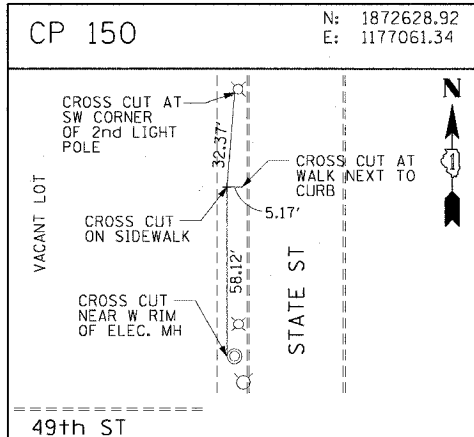 CP 150
N: 1872628.92
E: 1177061.34
CROSS CUT AT
SW CORNER
OF 2nd LIGHT
POLE
N
32.37'
1
CROSS CUT AT
WALK NEXT TO
CURB
5.17'
VACANT LOT
CROSS CUT
ON SIDEWALK
58.12'
STATE ST
CROSS CUT
NEAR W RIM
OF ELEC. MH
49th ST